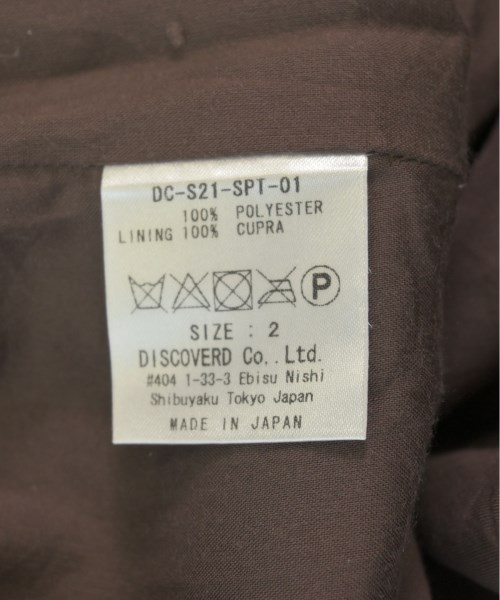 DC-S21-SPT-01
100% POLYESTER
LINING 100% CUPRA
P
SIZE : 2
DISCOVERD Co..Ltd.
#404 1-33-3 Ebisu Nishi
Shibuyaku Tokyo Japan
MADE IN JAPAN